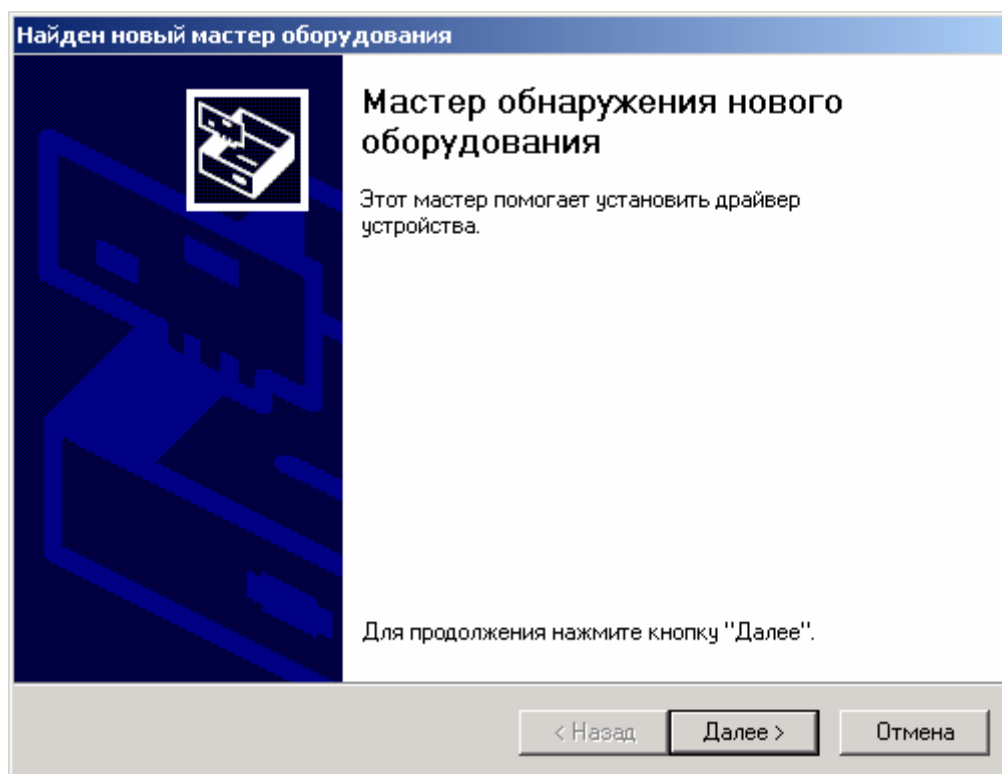 Найден новый мастер оборудования
Мастер обнаружения нового
оборудования
Этот мастер помогает установить драйвер
устройства.
Для продолжения нажмите кнопку "Далее".
< Назад
Далее >
Отмена